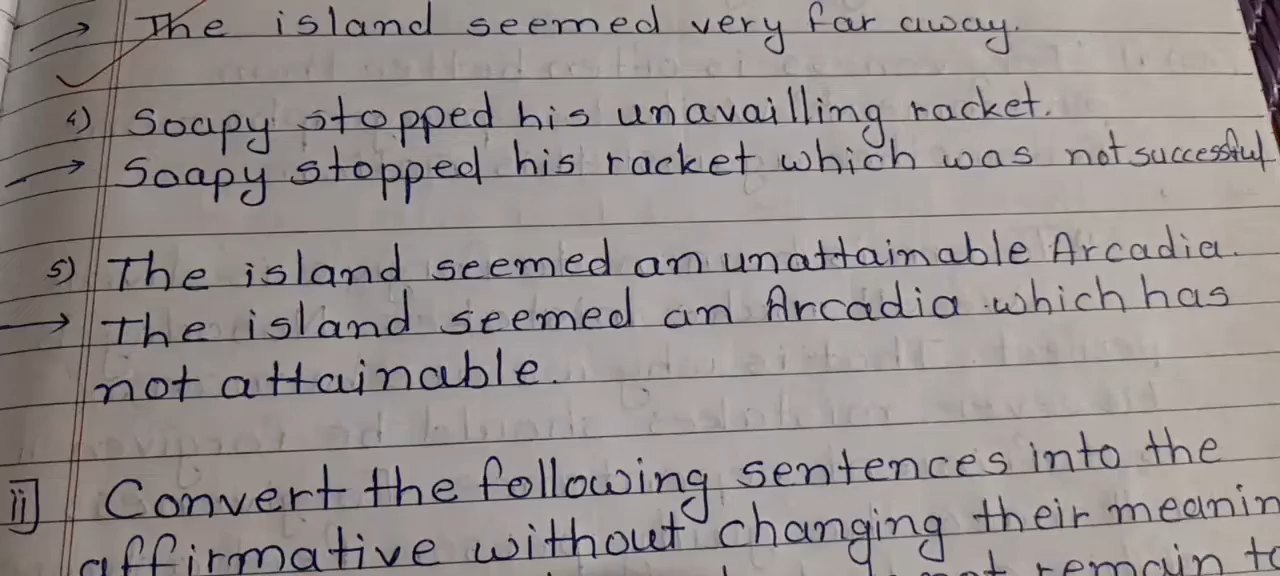 → The island seemed very far away.
4) Soapy stopped his unavailling racket.
→ Soapy stopped his racket which was not successful
5) The island seemed an unattainable Arcadia.
→ The island seemed an Arcadia which has
not attainable.
ii] Convert the following sentences into the
affirmative without changing their meanin
remain to